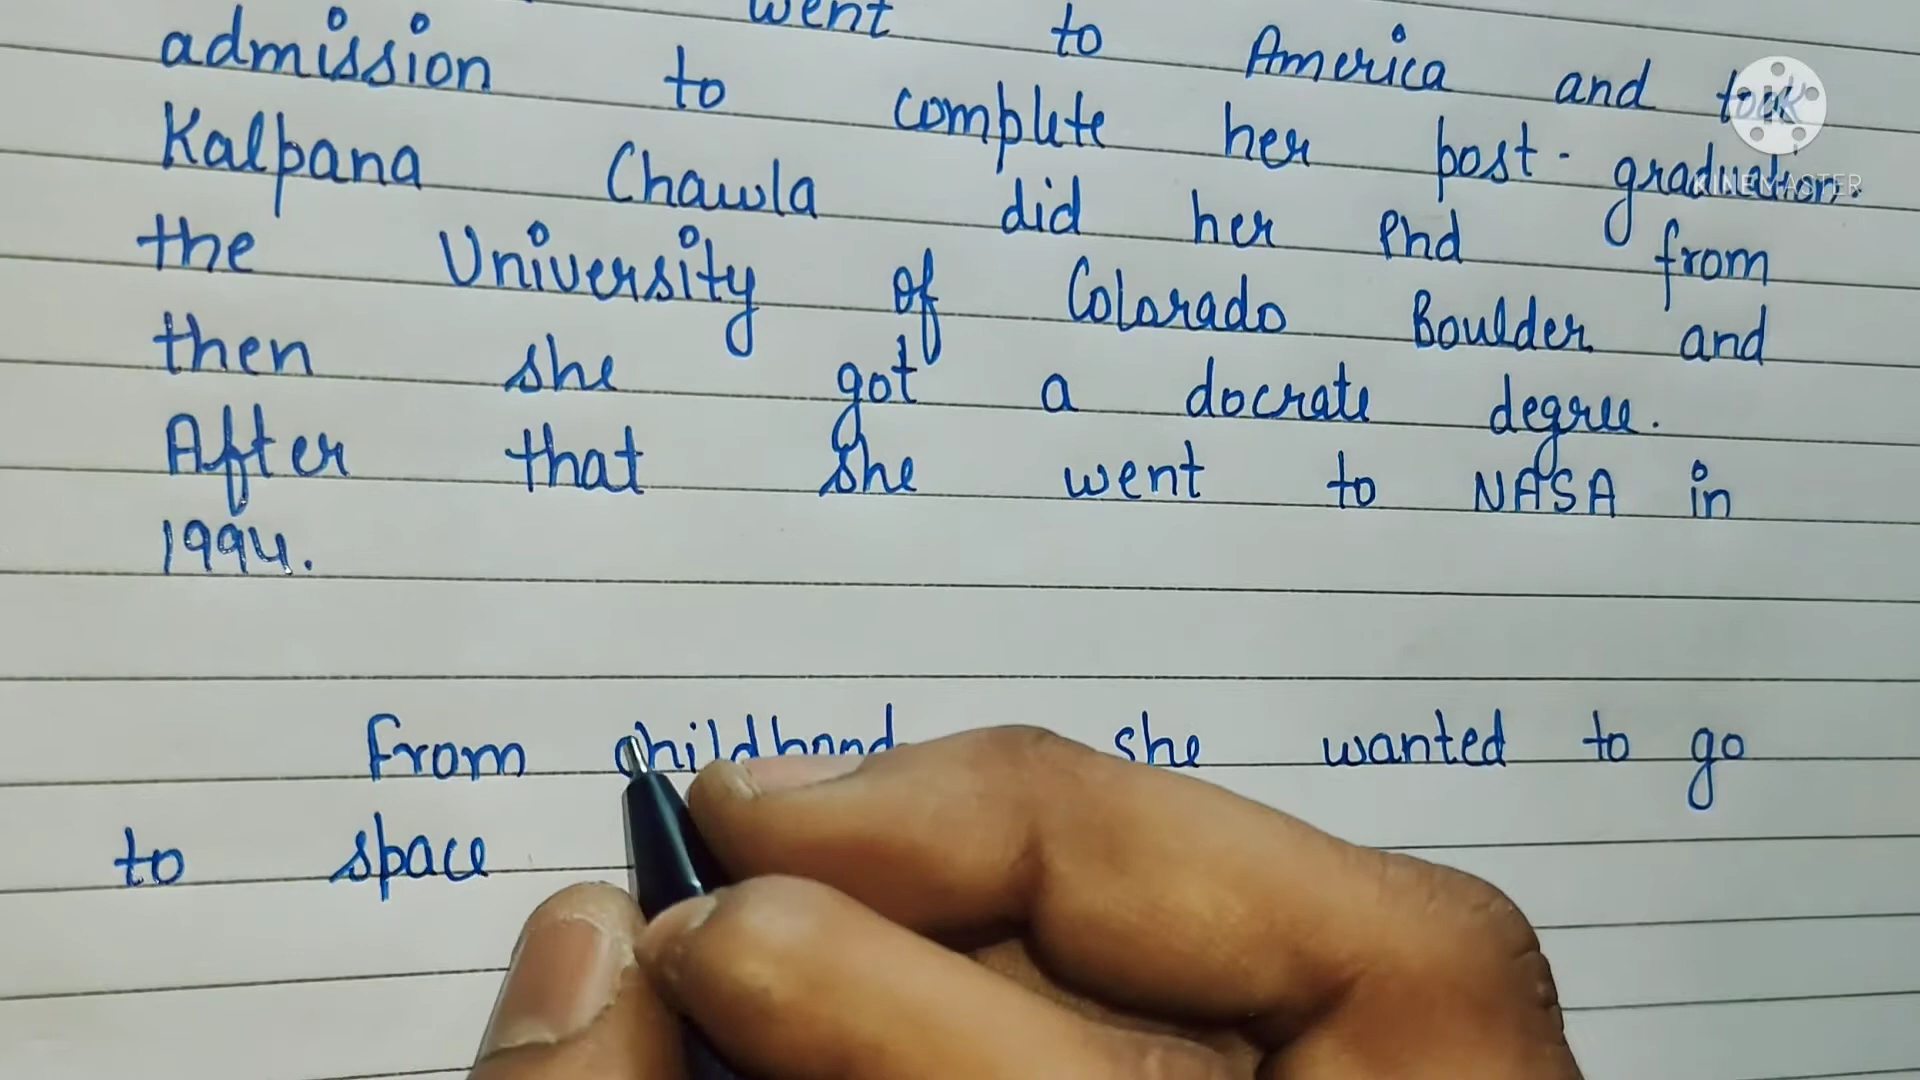 went to America and took
admission to complete her post-graduation.
Kalpana Chawla did her Phd from
the University of Colorado Boulder and
then she got a docrate degree.
After that she went to NASA in
1994.
From childhood she wanted to go
to space
KINEMASTER